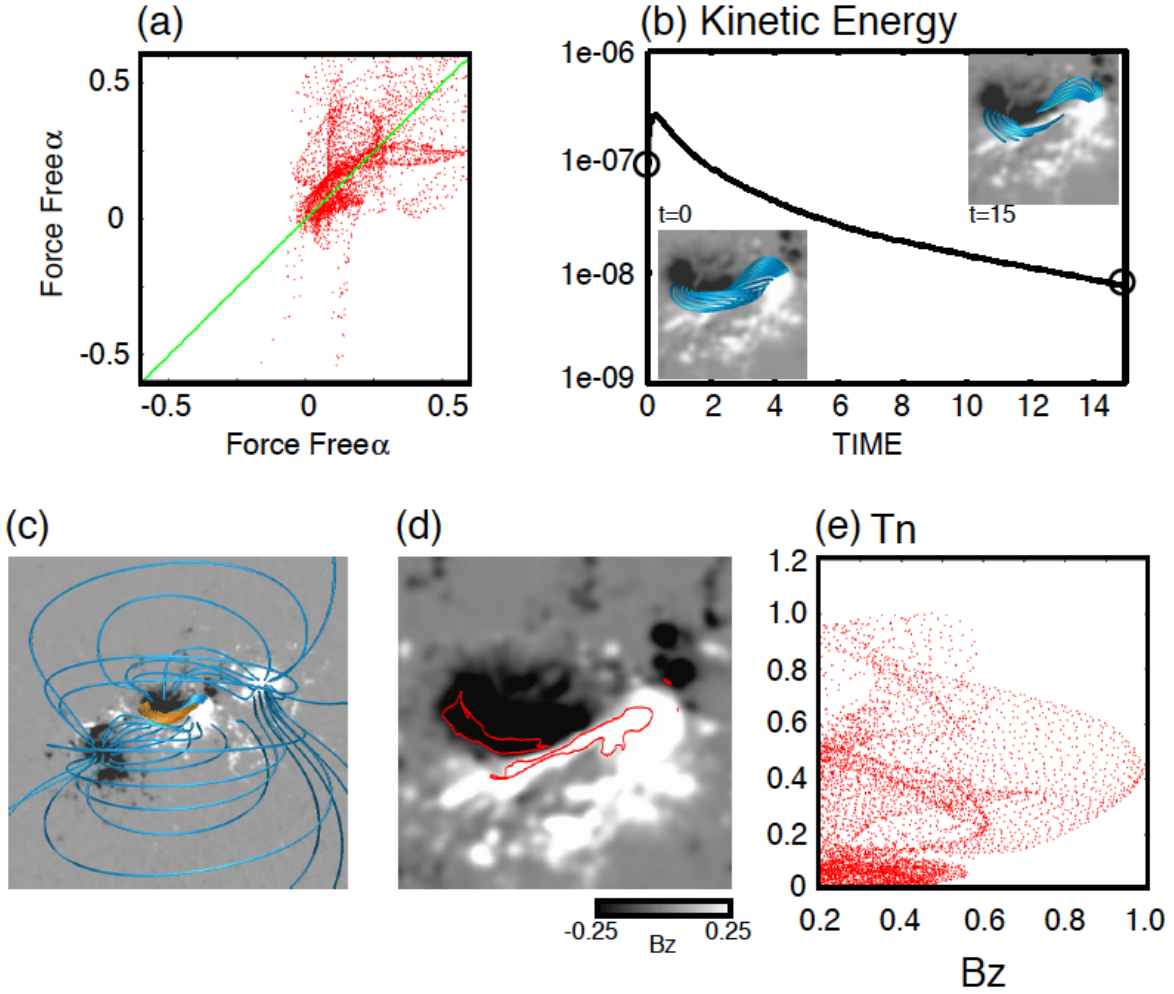 (a)
0.5
0
-0.5
Force Free α
-0.5 0 0.5
Force Free α
(b) Kinetic Energy
1e-06
1e-07
1e-08
1e-09
t=0
t=15
0 2 4 6 8 10 12 14
TIME
(c)
(d)
-0.25 0.25
Bz
(e) Tn
1.2
1.0
0.8
0.6
0.4
0.2
0
0.2 0.4 0.6 0.8 1.0
Bz